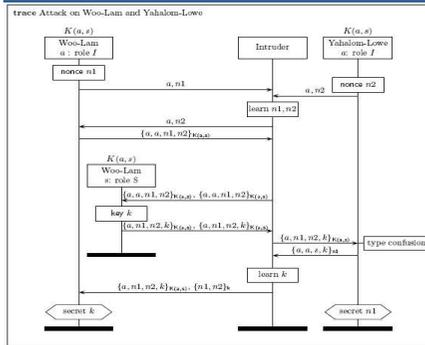 trace Attack on Woo-Lam and Yahalom-Lowe
K(a, s)
Woo-Lam
a : role I
Intruder
K(a, s)
Yahalom-Lowe
a: role I
nonce n1
nonce n2
a, n1
a, n2
learn n1, n2
a, n2
{a, a, n1, n2}K(a,s)
K(a, s)
Woo-Lam
s: role S
{a, a, n1, n2}K(a,s), {a, a, n1, n2}K(a,s)
key k
{a, n1, n2, k}K(a,s), {a, n1, n2, k}K(a,s)
{a, n1, n2, k}K(a,s)
type confusion
learn k
{a, n1, n2, k}K(a,s), {n1, n2}k
secret k
secret n1